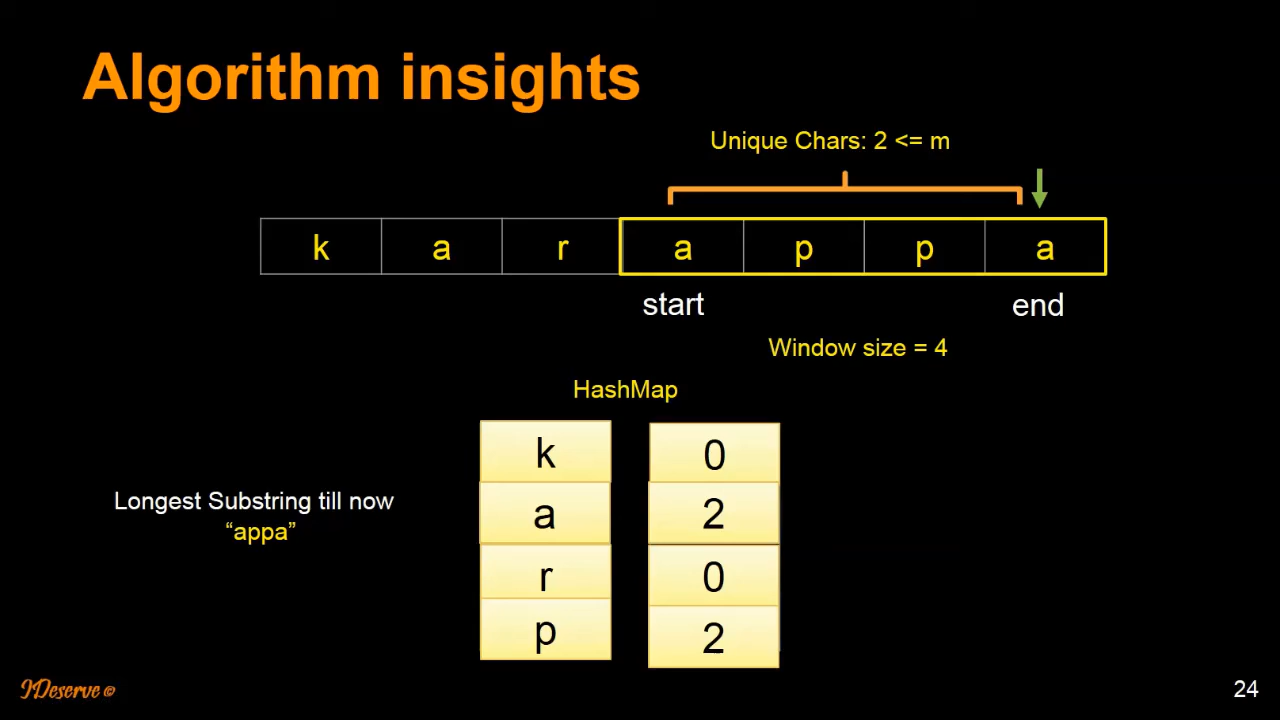 Algorithm insights
Unique Chars: 2 <= m
k a r a p p a
start end
Window size = 4
HashMap
k 0
a 2
r 0
p 2
Longest Substring till now
“appa”
IDeserve ©
24